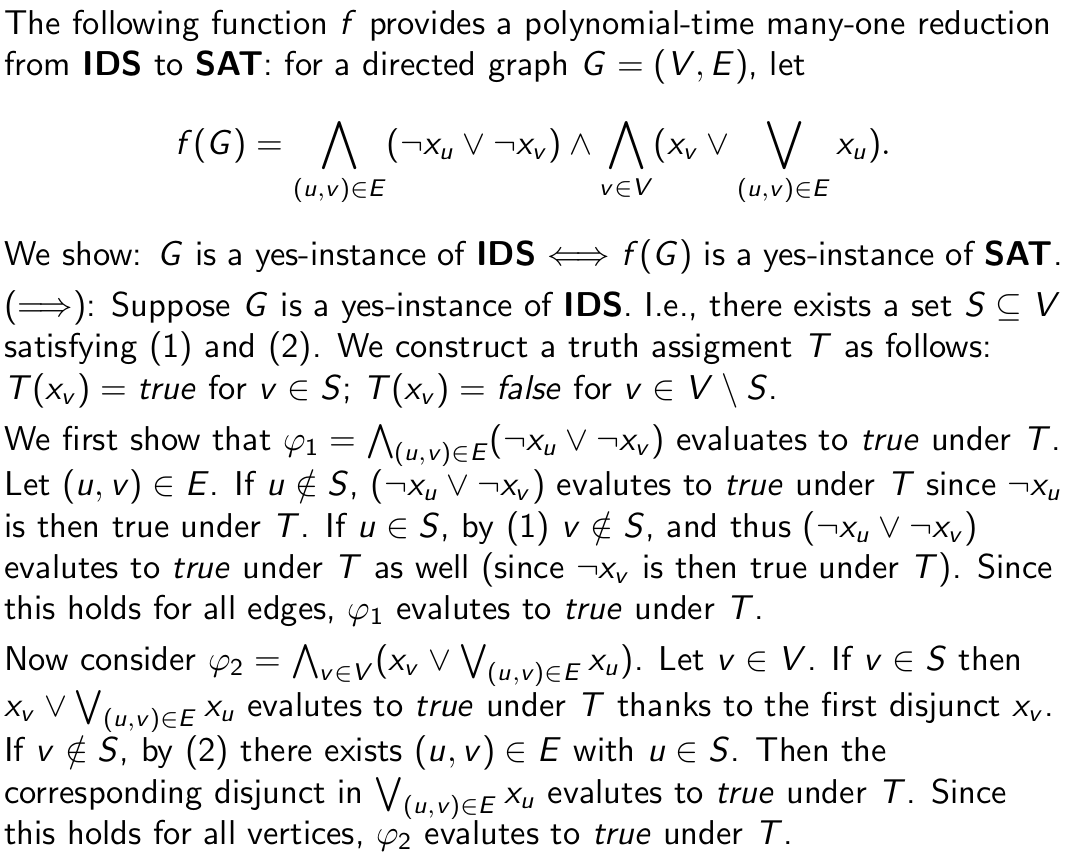 The following function f provides a polynomial-time many-one reduction
from IDS to SAT: for a directed graph G = (V, E), let
f(G) = ⋀_{(u,v)∈E} (¬x_u ∨ ¬x_v) ∧ ⋀_{v∈V} (x_v ∨ ⋁_{(u,v)∈E} x_u).
We show: G is a yes-instance of IDS ⟺ f(G) is a yes-instance of SAT.
(⟹): Suppose G is a yes-instance of IDS. I.e., there exists a set S ⊆ V
satisfying (1) and (2). We construct a truth assigment T as follows:
T(x_v) = true for v ∈ S; T(x_v) = false for v ∈ V \ S.
We first show that φ_1 = ⋀_{(u,v)∈E}(¬x_u ∨ ¬x_v) evaluates to true under T.
Let (u, v) ∈ E. If u ∉ S, (¬x_u ∨ ¬x_v) evalutes to true under T since ¬x_u
is then true under T. If u ∈ S, by (1) v ∉ S, and thus (¬x_u ∨ ¬x_v)
evalutes to true under T as well (since ¬x_v is then true under T). Since
this holds for all edges, φ_1 evalutes to true under T.
Now consider φ_2 = ⋀_{v∈V}(x_v ∨ ⋁_{(u,v)∈E} x_u). Let v ∈ V. If v ∈ S then
x_v ∨ ⋁_{(u,v)∈E} x_u evalutes to true under T thanks to the first disjunct x_v.
If v ∉ S, by (2) there exists (u, v) ∈ E with u ∈ S. Then the
corresponding disjunct in ⋁_{(u,v)∈E} x_u evalutes to true under T. Since
this holds for all vertices, φ_2 evalutes to true under T.